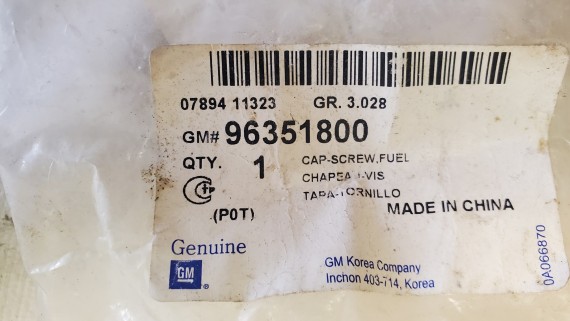 07894 11323 GR. 3.028
GM# 96351800
QTY. 1 CAP-SCREW,FUEL
CHAPEAU-VIS
TAPA-TORNILLO
(P0T) MADE IN CHINA
Genuine
GM
GM Korea Company
Inchon 403-714, Korea
0A066870